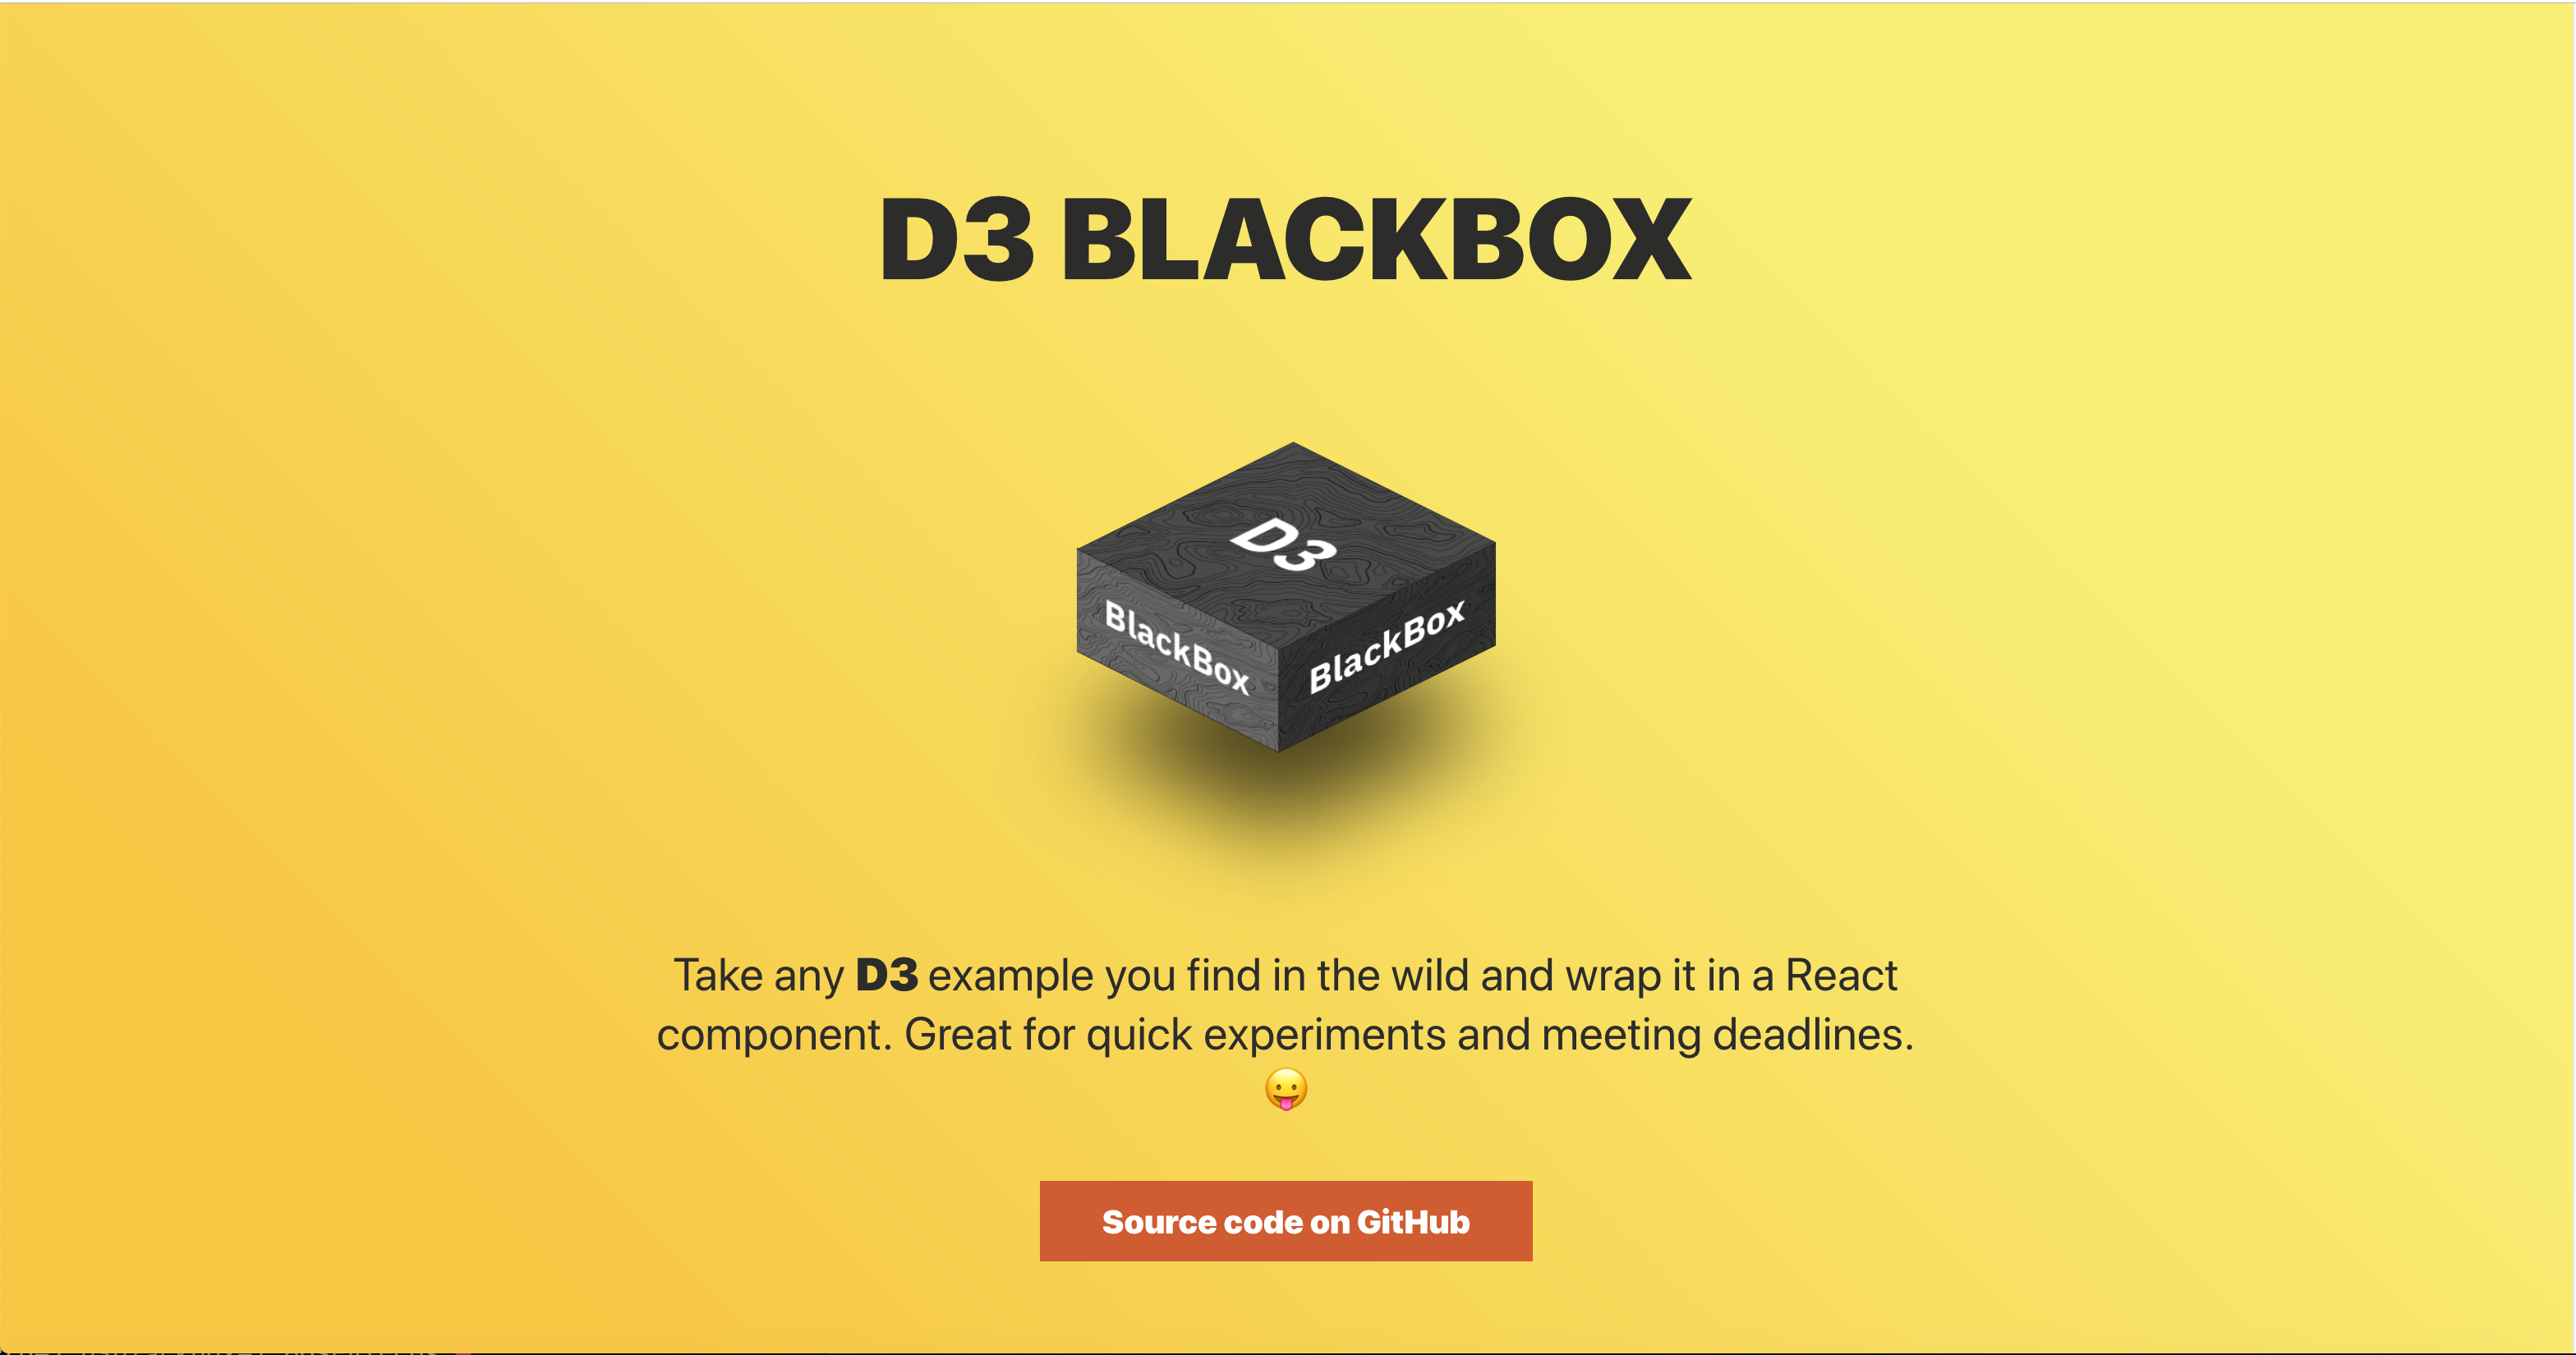 D3 BLACKBOX
D3
BlackBox
BlackBox
Take any D3 example you find in the wild and wrap it in a React
component. Great for quick experiments and meeting deadlines.
😛
Source code on GitHub